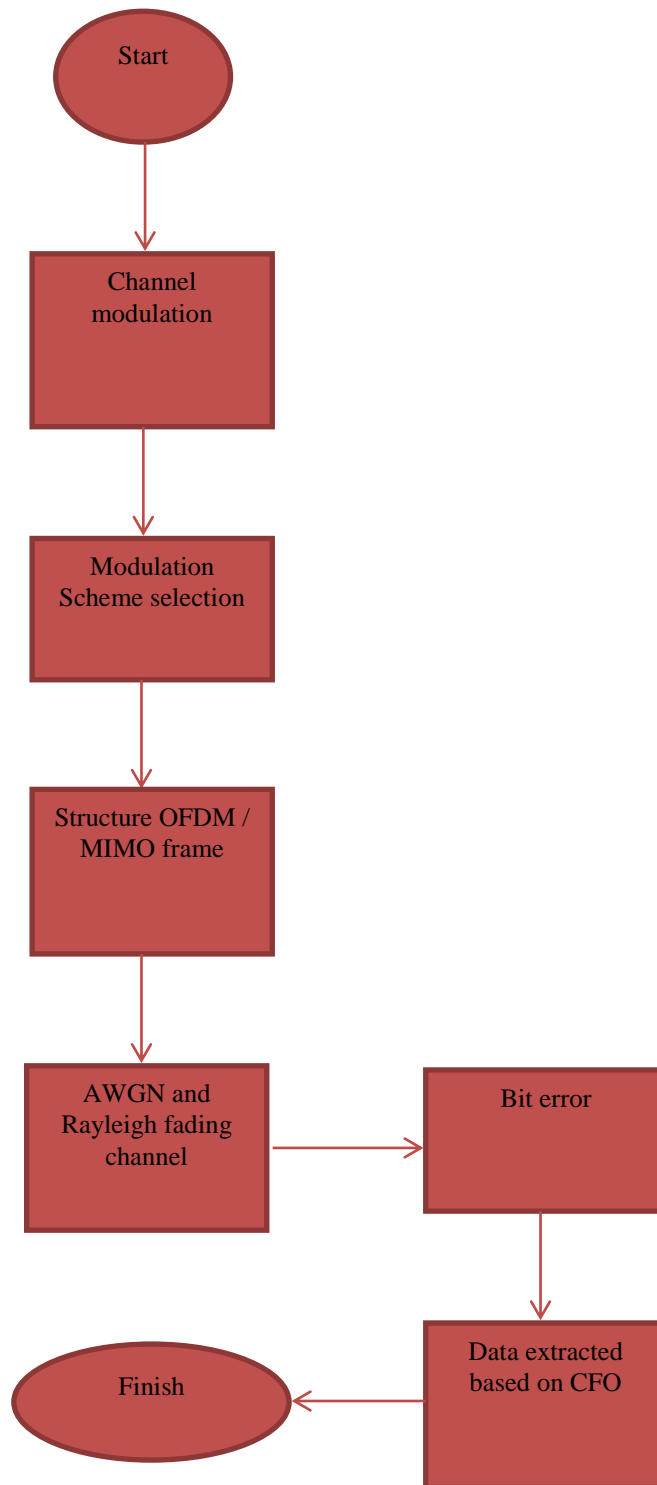 Start
Channel
modulation
Modulation
Scheme selection
Structure OFDM /
MIMO frame
AWGN and
Rayleigh fading
channel
Bit error
Data extracted
based on CFO
Finish